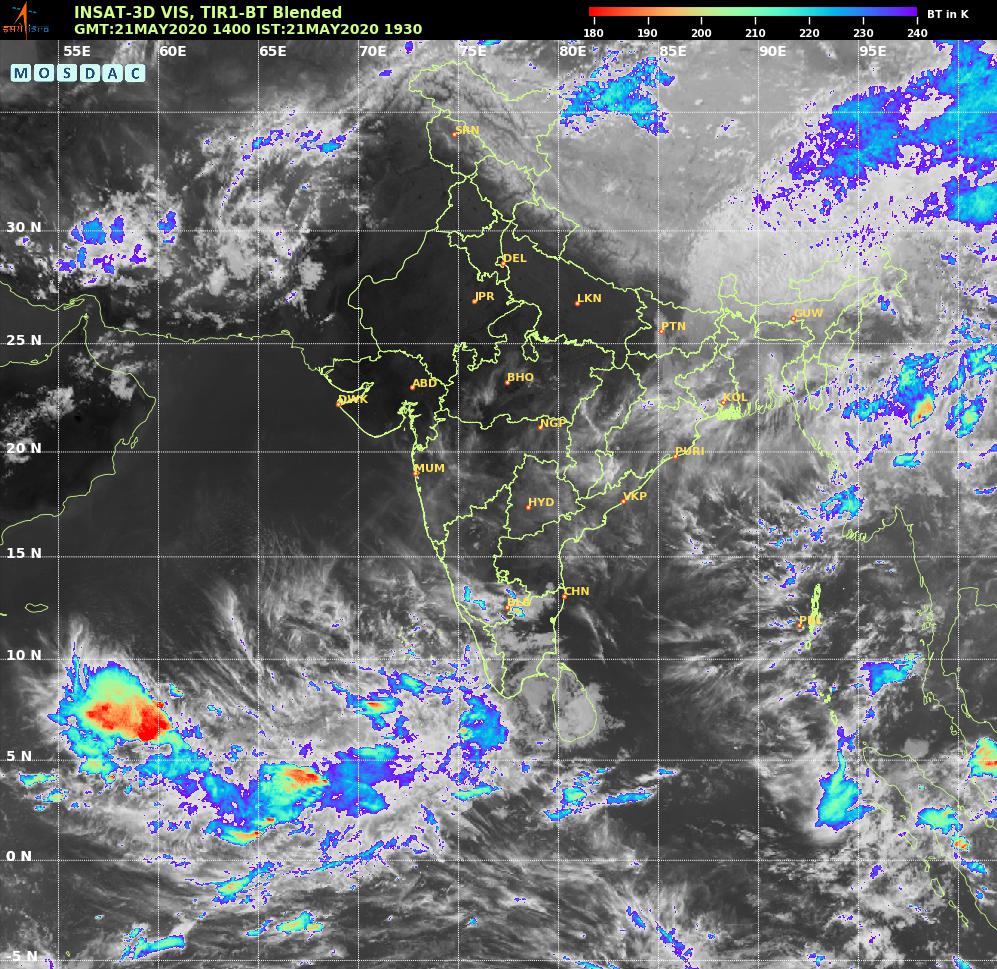 INSAT-3D VIS, TIR1-BT Blended
GMT:21MAY2020 1400 IST:21MAY2020 1930
BT in K
180 190 200 210 220 230 240
55E 60E 65E 70E 75E 80E 85E 90E 95E
MOSDAC
SRN
30 N
DEL
JPR LKN
GUW
PTN
25 N
BHO
ABD
DWK KOL
NGP
20 N PURI
MUM
HYD VKP
15 N
CHN
BLG
10 N
5 N
0 N
-5 N